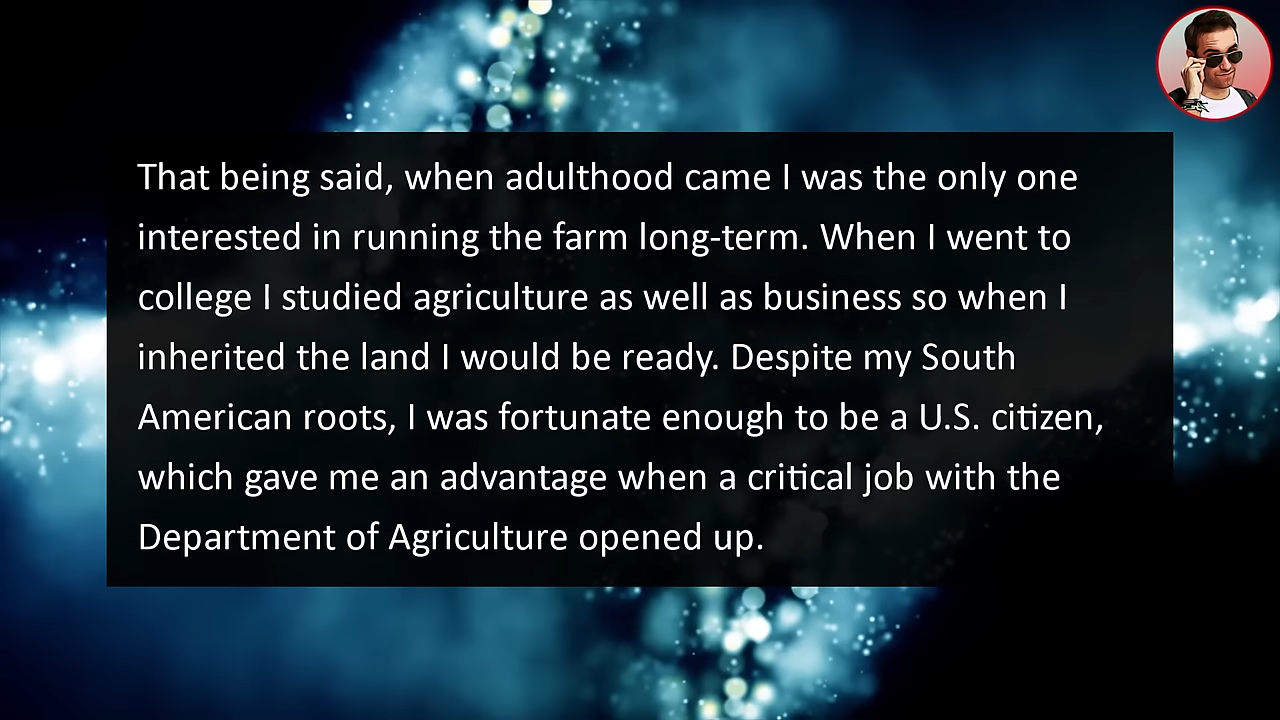 That being said, when adulthood came I was the only one
interested in running the farm long-term. When I went to
college I studied agriculture as well as business so when I
inherited the land I would be ready. Despite my South
American roots, I was fortunate enough to be a U.S. citizen,
which gave me an advantage when a critical job with the
Department of Agriculture opened up.